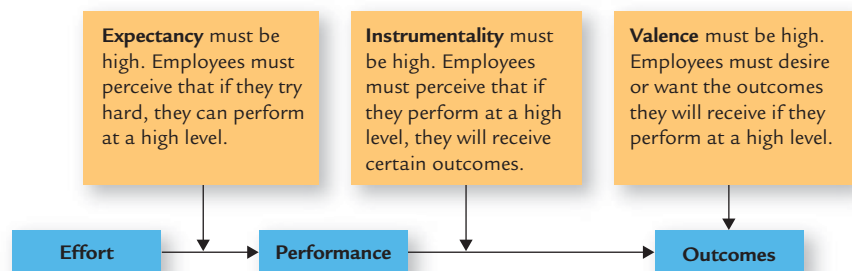 Expectancy must be
high. Employees must
perceive that if they try
hard, they can perform
at a high level.
Instrumentality must
be high. Employees
must perceive that if
they perform at a high
level, they will receive
certain outcomes.
Valence must be high.
Employees must desire
or want the outcomes
they will receive if they
perform at a high level.
Effort
Performance
Outcomes